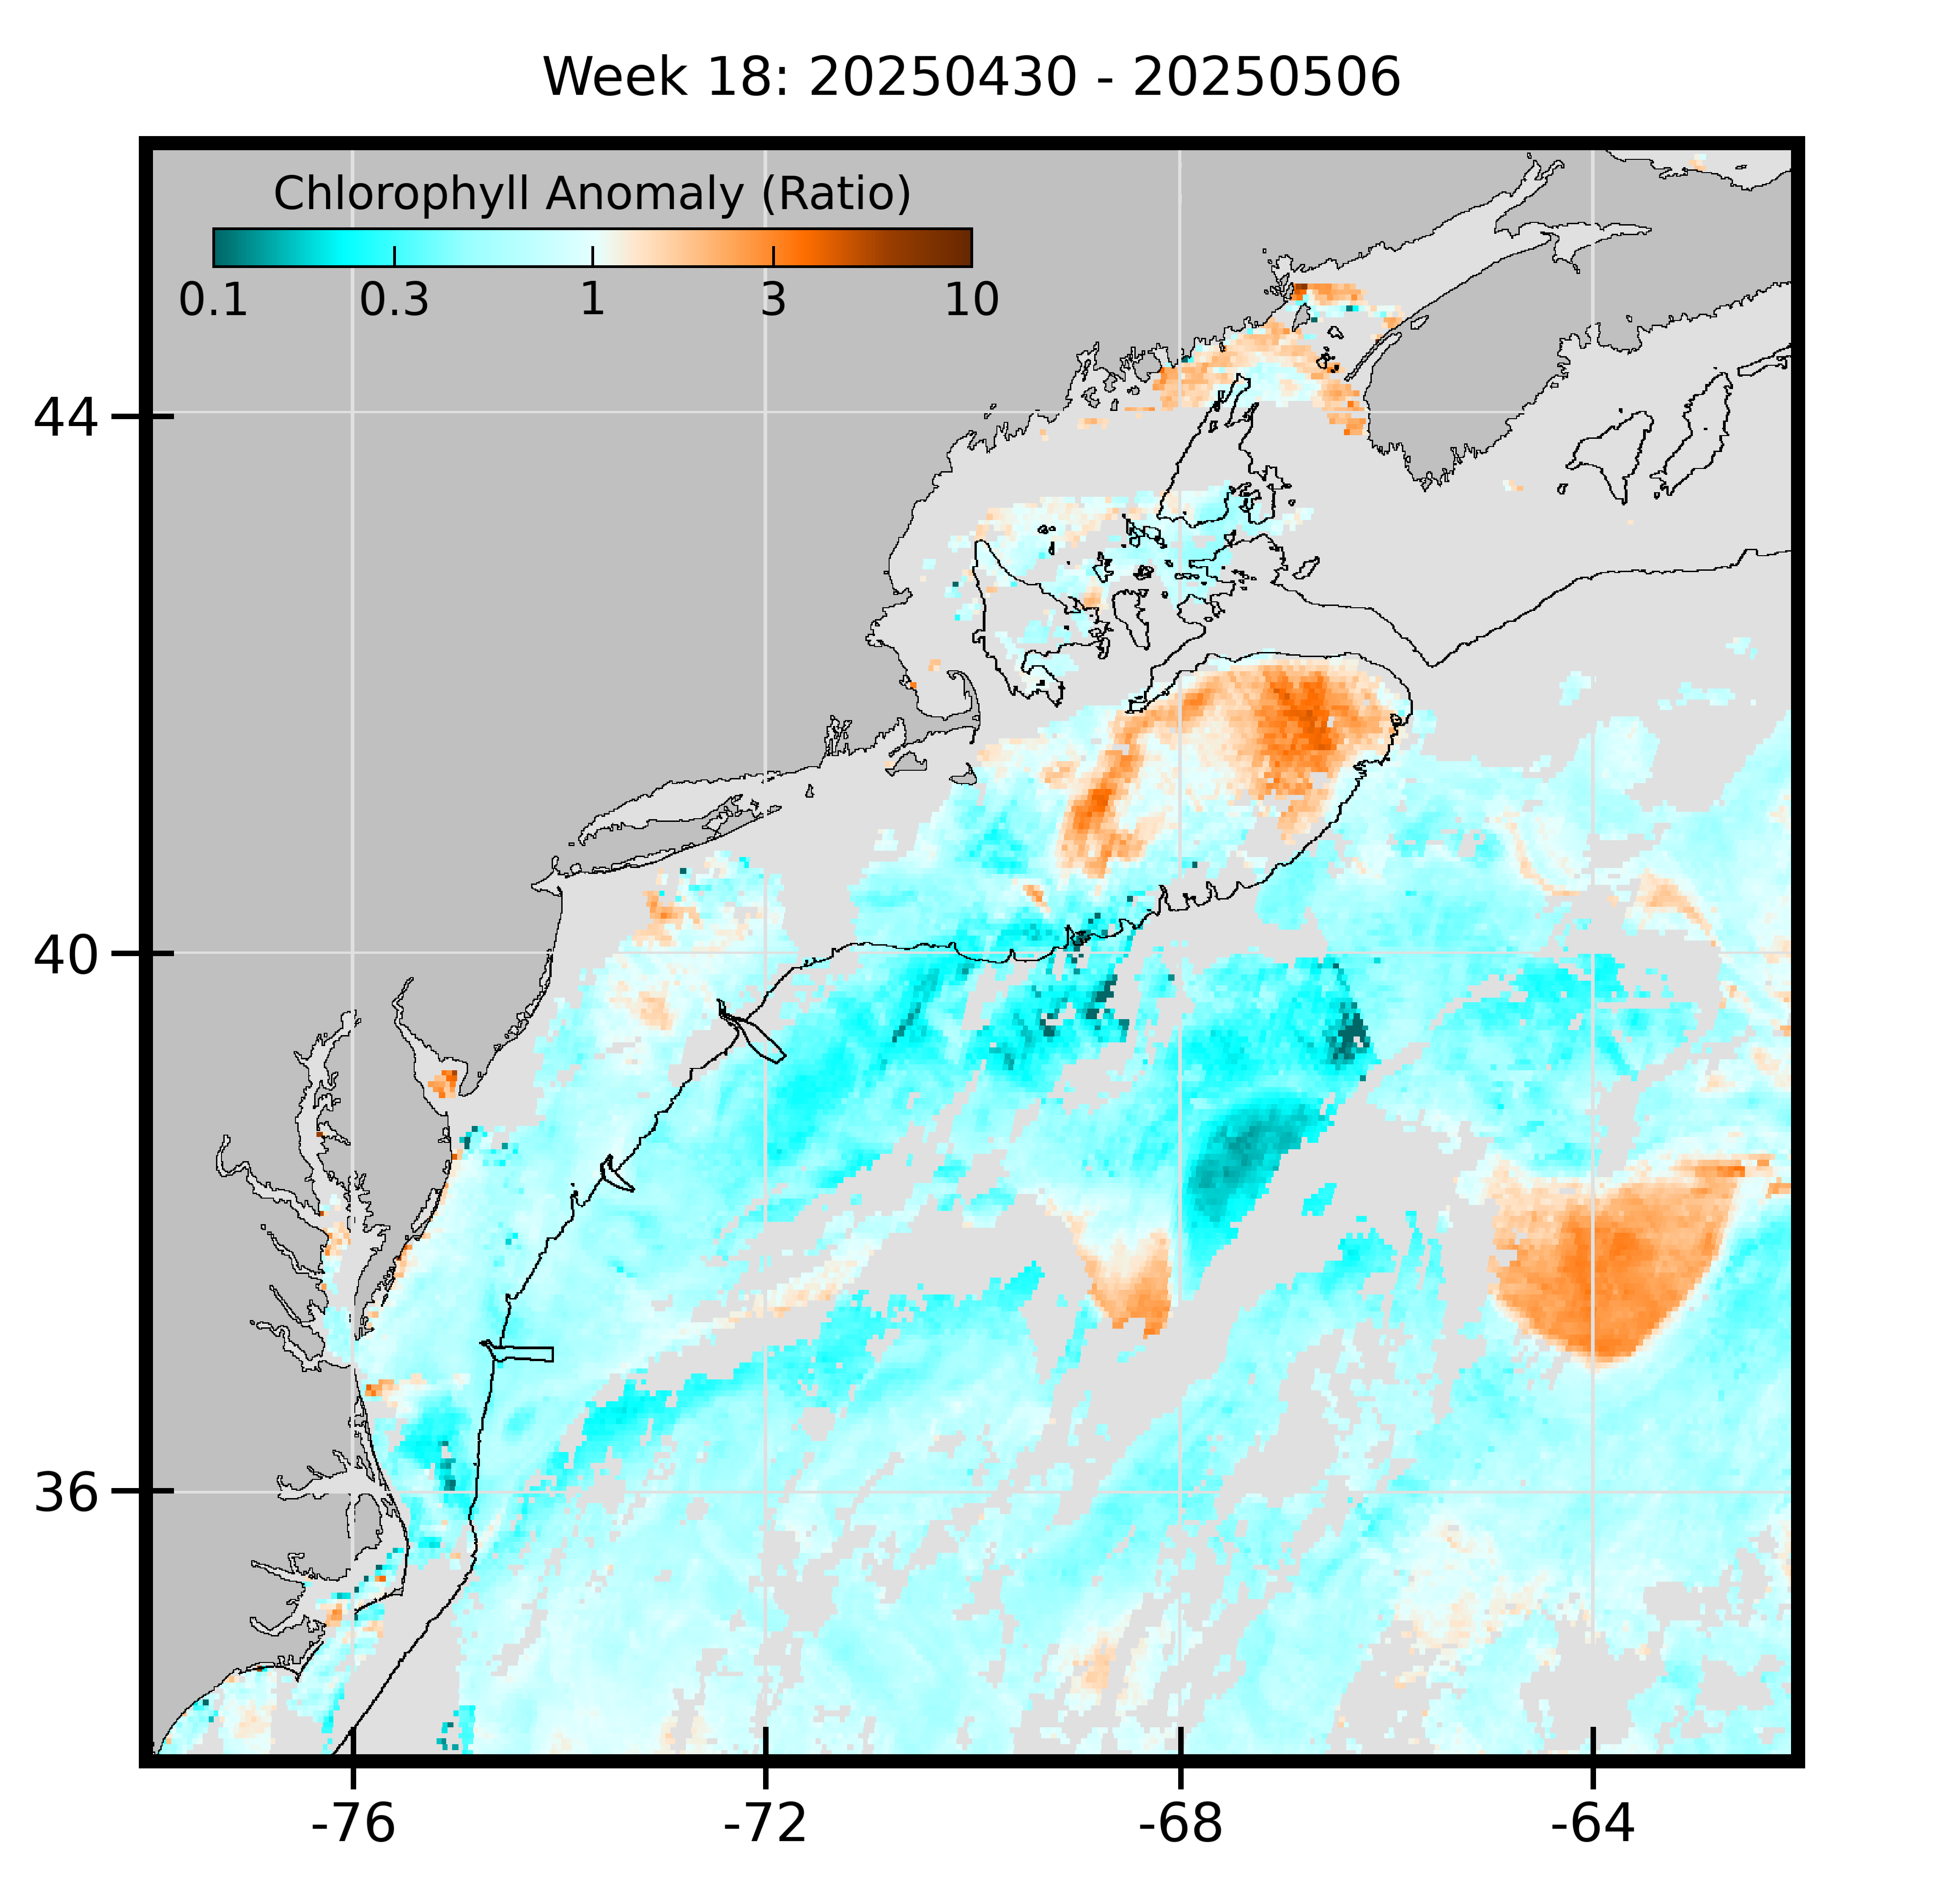 Week 18: 20250430 - 20250506
Chlorophyll Anomaly (Ratio)
0.1 0.3 1 3 10
44
40
36
-76 -72 -68 -64